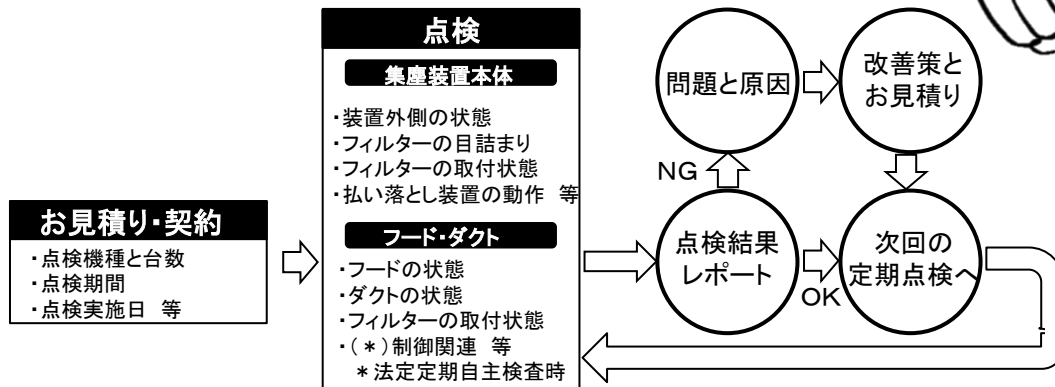 お見積り・契約
・点検機種と台数
・点検期間
・点検実施日　等
点検
集塵装置本体
・装置外側の状態
・フィルターの目詰まり
・フィルターの取付状態
・払い落とし装置の動作　等
フード・ダクト
・フードの状態
・ダクトの状態
・フィルターの取付状態
・（＊）制御関連　等
＊法定定期自主検査時
問題と原因
改善策と
お見積り
NG
点検結果
レポート
OK
次回の
定期点検へ